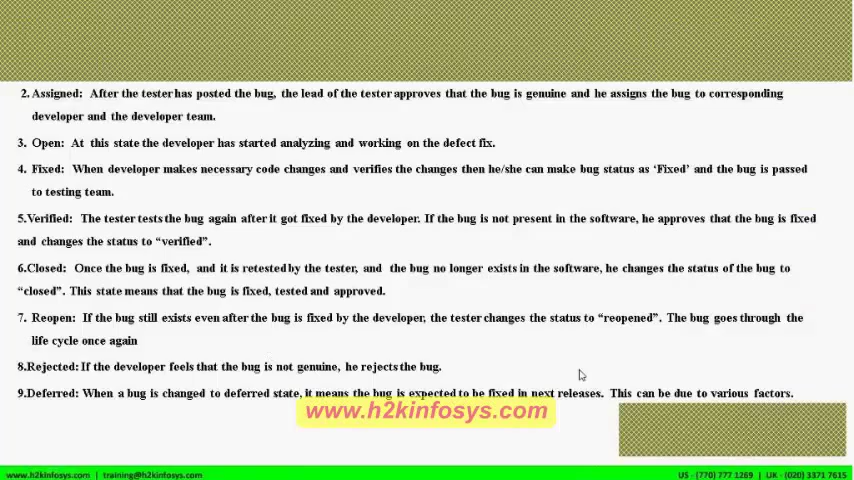 2. Assigned: After the tester has posted the bug, the lead of the tester approves that the bug is genuine and he assigns the bug to corresponding
developer and the developer team.
3. Open: At this state the developer has started analyzing and working on the defect fix.
4. Fixed: When developer makes necessary code changes and verifies the changes then he/she can make bug status as ‘Fixed’ and the bug is passed
to testing team.
5.Verified: The tester tests the bug again after it got fixed by the developer. If the bug is not present in the software, he approves that the bug is fixed
and changes the status to “verified”.
6.Closed: Once the bug is fixed, and it is retested by the tester, and the bug no longer exists in the software, he changes the status of the bug to
“closed”. This state means that the bug is fixed, tested and approved.
7. Reopen: If the bug still exists even after the bug is fixed by the developer, the tester changes the status to “reopened”. The bug goes through the
life cycle once again
8.Rejected: If the developer feels that the bug is not genuine, he rejects the bug.
9.Deferred: When a bug is changed to deferred state, it means the bug is expected to be fixed in next releases. This can be due to various factors.
www.h2kinfosys.com
www.h2kinfosys.com | training@h2kinfosys.com US - (770) 777 1269 | UK - (020) 3371 7615